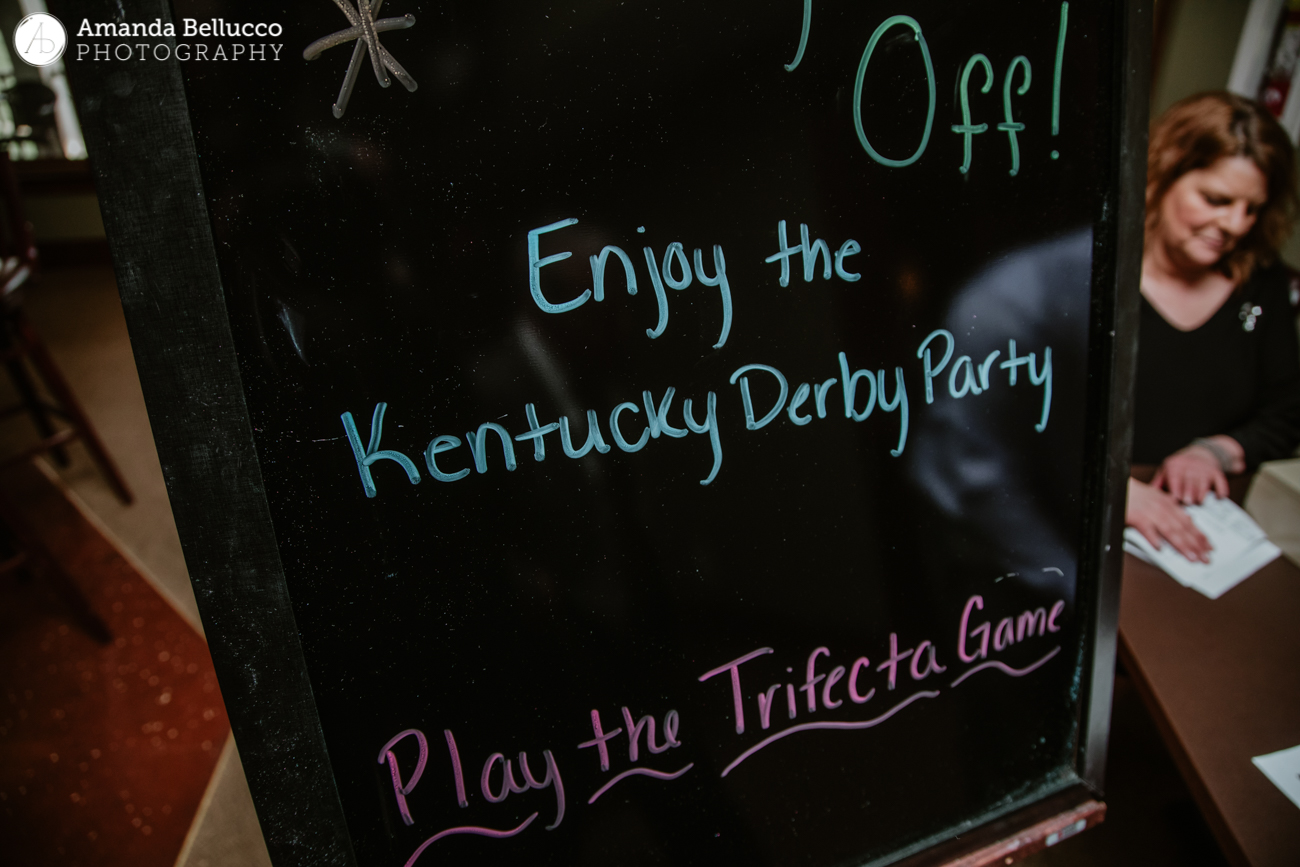 Amanda Bellucco
PHOTOGRAPHY
Off!
Enjoy the
Kentucky Derby Party
Play the Trifecta Game